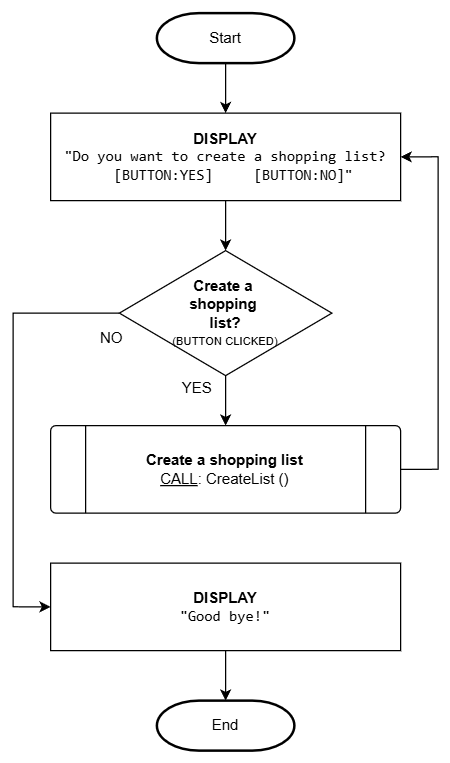 Start
DISPLAY
"Do you want to create a shopping list?
[BUTTON:YES] [BUTTON:NO]"
Create a
shopping
list?
(BUTTON CLICKED)
NO
YES
Create a shopping list
CALL: CreateList ()
DISPLAY
"Good bye!"
End